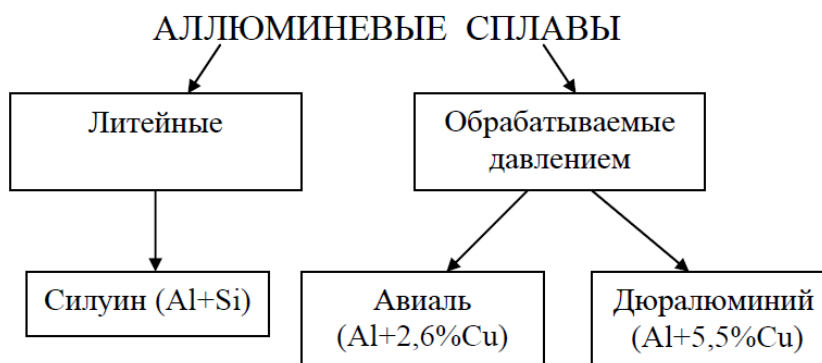 АЛЛЮМИНЕВЫЕ СПЛАВЫ
Литейные
Обрабатываемые
давлением
Силуин (Al+Si)
Авиаль
(Al+2,6%Cu)
Дюралюминий
(Al+5,5%Cu)